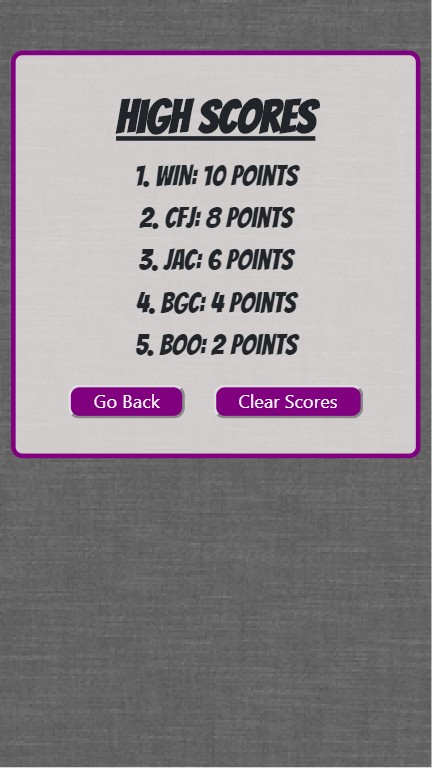 HIGH SCORES
1. WIN: 10 POINTS
2. CFJ: 8 POINTS
3. JAC: 6 POINTS
4. BGC: 4 POINTS
5. BOO: 2 POINTS
Go Back Clear Scores